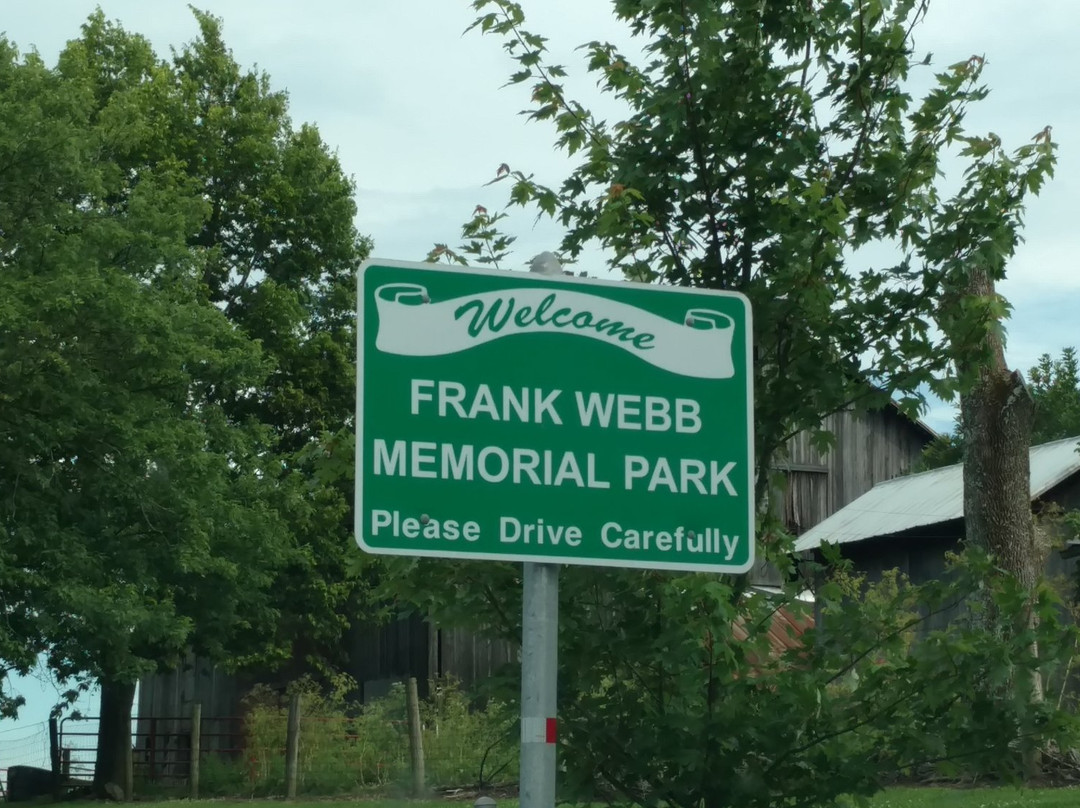 Welcome
FRANK WEBB
MEMORIAL PARK
Please Drive Carefully